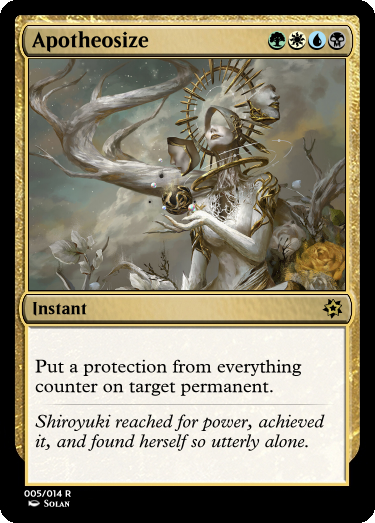 Apotheosize
Instant
Put a protection from everything
counter on target permanent.
Shiroyuki reached for power, achieved
it, and found herself so utterly alone.
005/014 R
Solan